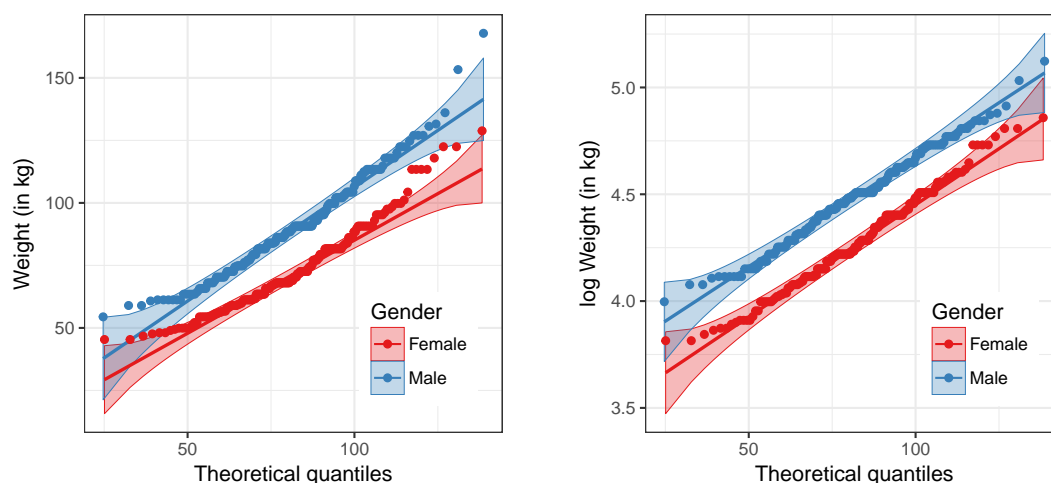 Weight (in kg)
150
100
50
50
100
Theoretical quantiles
Gender
Female
Male
log Weight (in kg)
5.0
4.5
4.0
3.5
50
100
Theoretical quantiles
Gender
Female
Male